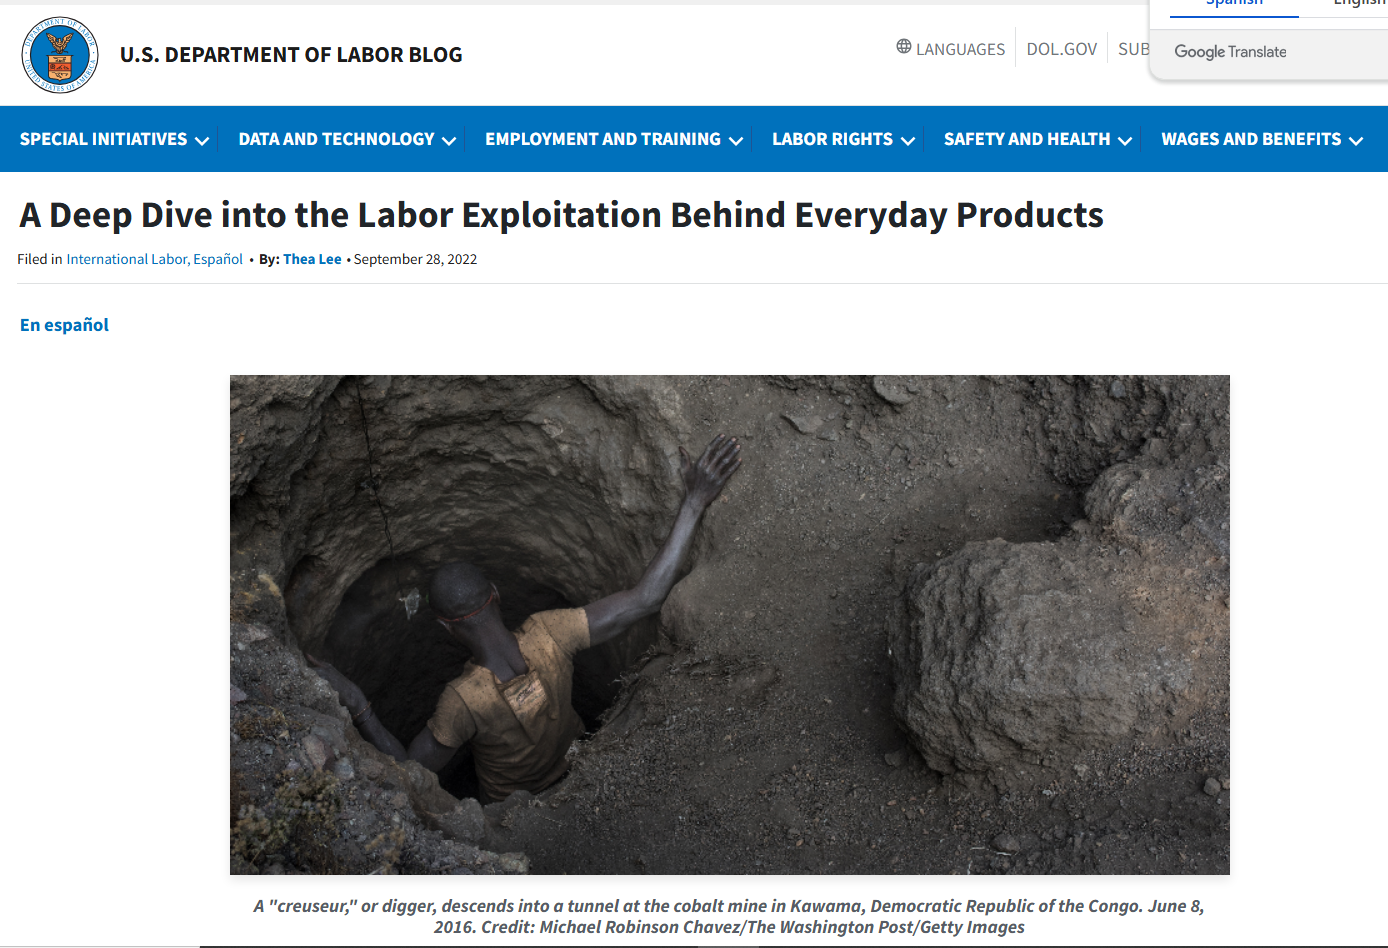 Spanish
English
Google Translate
DEPARTMENT OF LABOR
UNITED STATES OF AMERICA
U.S. DEPARTMENT OF LABOR BLOG
LANGUAGES
DOL.GOV
SUB
SPECIAL INITIATIVES
DATA AND TECHNOLOGY
EMPLOYMENT AND TRAINING
LABOR RIGHTS
SAFETY AND HEALTH
WAGES AND BENEFITS
A Deep Dive into the Labor Exploitation Behind Everyday Products
Filed in International Labor, Español • By: Thea Lee • September 28, 2022
En español
A "creuseur," or digger, descends into a tunnel at the cobalt mine in Kawama, Democratic Republic of the Congo. June 8,
2016. Credit: Michael Robinson Chavez/The Washington Post/Getty Images